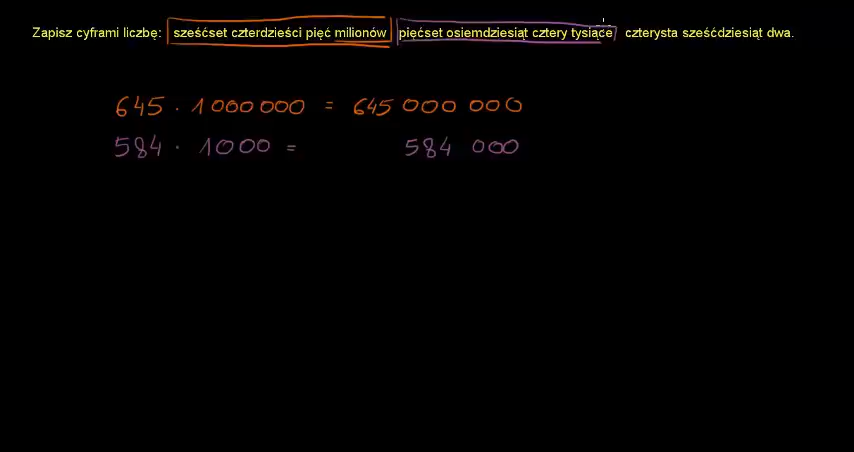 Zapisz cyframi liczbę: sześćset czterdzieści pięć milionów pięćset osiemdziesiąt cztery tysiące czterysta sześćdziesiąt dwa.
645 · 1 000 000 = 645 000 000
584 · 1000 = 584 000